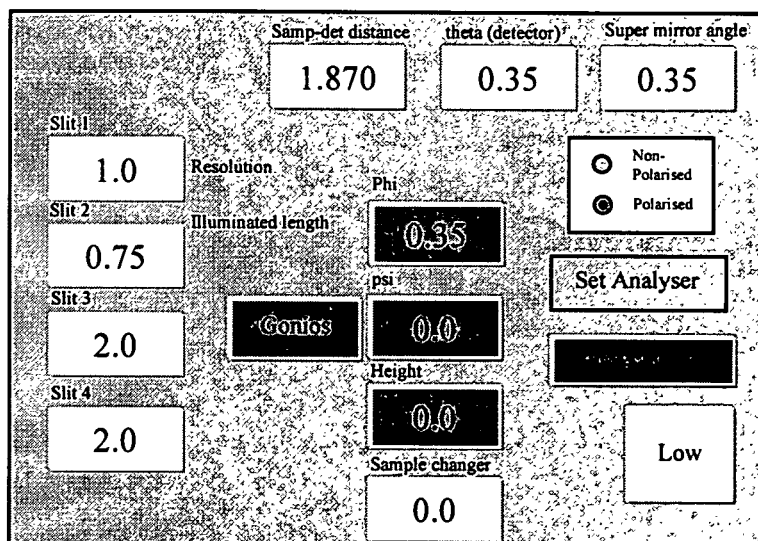 Samp-det distance
theta (detector)
Super mirror angle
1.870
0.35
0.35
Slit 1
1.0
Resolution
Slit 2
Illuminated length
0.75
Slit 3
2.0
Slit 4
2.0
Gonios
Phi
0.35
psi
0.0
Height
0.0
Sample changer
0.0
Non-
Polarised
Polarised
Set Analyser
Low